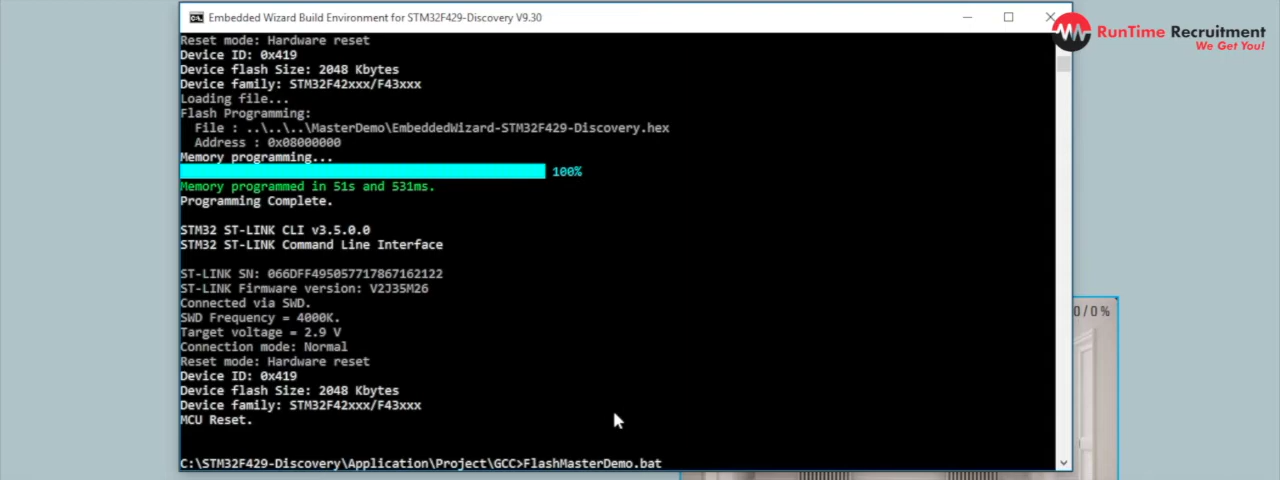 Embedded Wizard Build Environment for STM32F429-Discovery V9.30
RunTime Recruitment
We Get You!
Reset mode: Hardware reset
Device ID: 0x419
Device flash Size: 2048 Kbytes
Device family: STM32F42xxx/F43xxx
Loading file...
Flash Programming:
File : ..\..\..\MasterDemo\EmbeddedWizard-STM32F429-Discovery.hex
Address : 0x08000000
Memory programming...
100%
Memory programmed in 51s and 531ms.
Programming Complete.
STM32 ST-LINK CLI v3.5.0.0
STM32 ST-LINK Command Line Interface
ST-LINK SN: 066DFF495057717867162122
ST-LINK Firmware version: V2J35M26
Connected via SWD.
SWD Frequency = 4000K.
Target voltage = 2.9 V
Connection mode: Normal
Reset mode: Hardware reset
Device ID: 0x419
Device flash Size: 2048 Kbytes
Device family: STM32F42xxx/F43xxx
MCU Reset.
C:\STM32F429-Discovery\Application\Project\GCC>FlashMasterDemo.bat
0 / 0 %